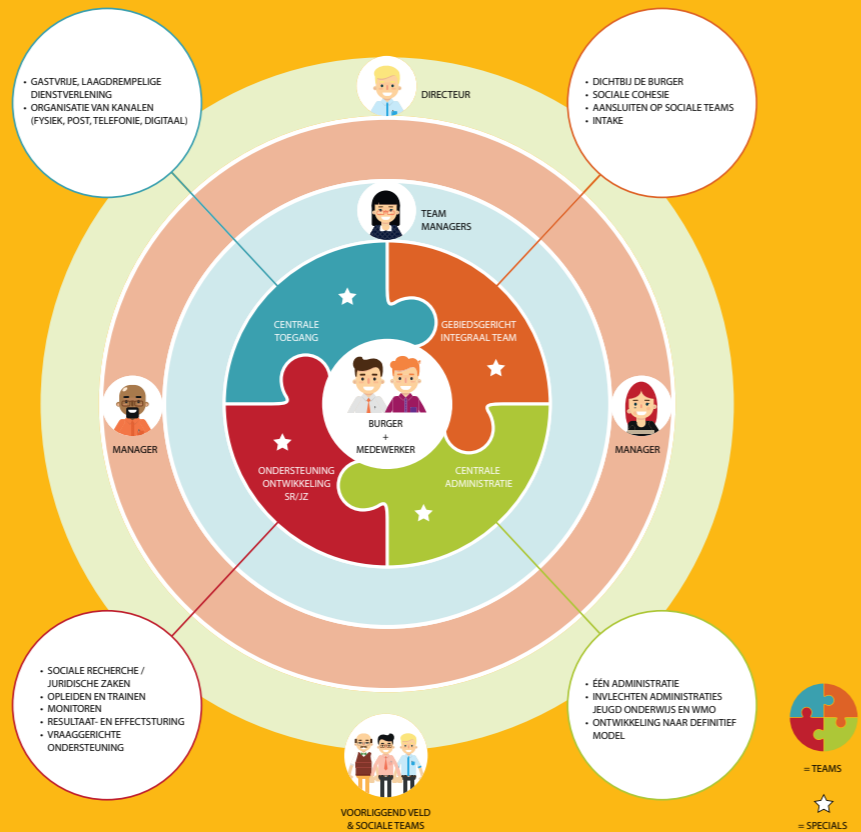 • GASTVRIJE, LAAGDREMPELIGE
DIENSTVERLENING
• ORGANISATIE VAN KANALEN
(FYSIEK, POST, TELEFONIE, DIGITAAL)
DIRECTEUR
• DICHTBIJ DE BURGER
• SOCIALE COHESIE
• AANSLUITEN OP SOCIALE TEAMS
• INTAKE
TEAM
MANAGERS
CENTRALE
TOEGANG
GEBIEDSGERICHT
INTEGRAAL TEAM
MANAGER
BURGER
+
MEDEWERKER
MANAGER
ONDERSTEUNING
ONTWIKKELING
SR/JZ
CENTRALE
ADMINISTRATIE
• SOCIALE RECHERCHE /
JURIDISCHE ZAKEN
• OPLEIDEN EN TRAINEN
• MONITOREN
• RESULTAAT- EN EFFECTSTURING
• VRAAGGERICHTE
ONDERSTEUNING
• ÉÉN ADMINISTRATIE
• INVLECHTEN ADMINISTRATIES
JEUGD ONDERWIJS EN WMO
• ONTWIKKELING NAAR DEFINITIEF
MODEL
VOORLIGGEND VELD
& SOCIALE TEAMS
= TEAMS
= SPECIALS